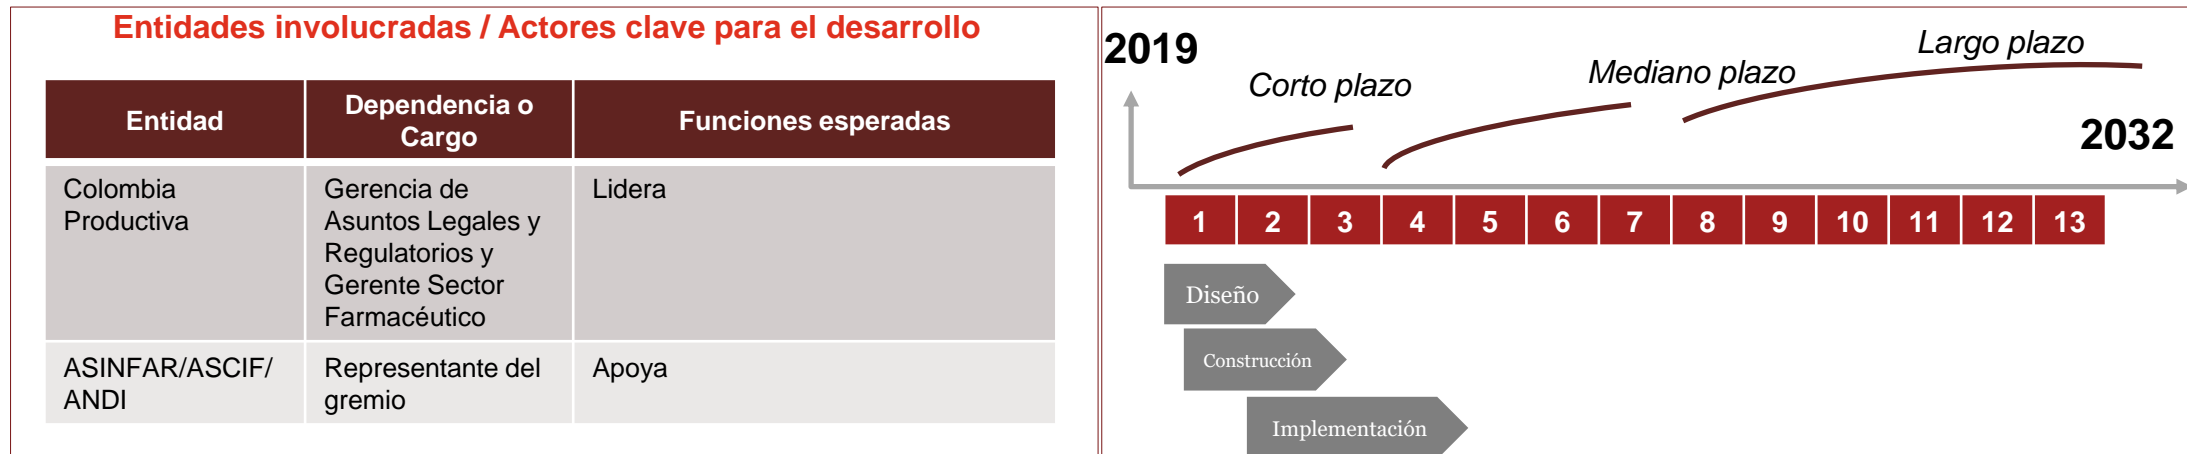 Entidades involucradas / Actores clave para el desarrollo
Entidad
Dependencia o
Cargo
Funciones esperadas
Colombia
Productiva
Gerencia de
Asuntos Legales y
Regulatorios y
Gerente Sector
Farmacéutico
Lidera
ASINFAR/ASCIF/
ANDI
Representante del
gremio
Apoya
2019
Corto plazo
Mediano plazo
Largo plazo
2032
1 2 3 4 5 6 7 8 9 10 11 12 13
Diseño
Construcción
Implementación